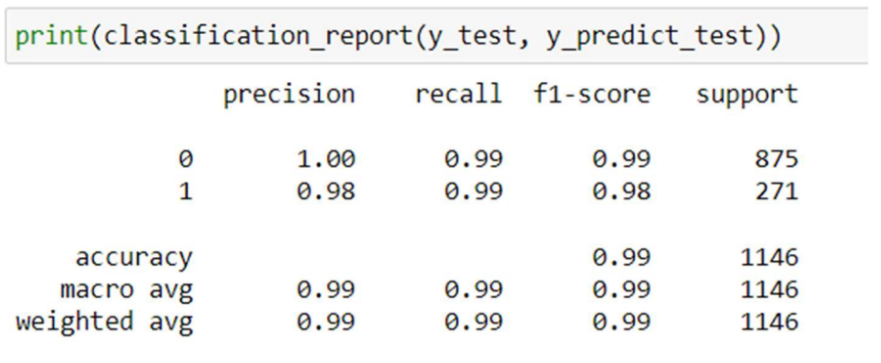 print(classification_report(y_test, y_predict_test))
precision recall f1-score support
0 1.00 0.99 0.99 875
1 0.98 0.99 0.98 271
accuracy 0.99 1146
macro avg 0.99 0.99 0.99 1146
weighted avg 0.99 0.99 0.99 1146